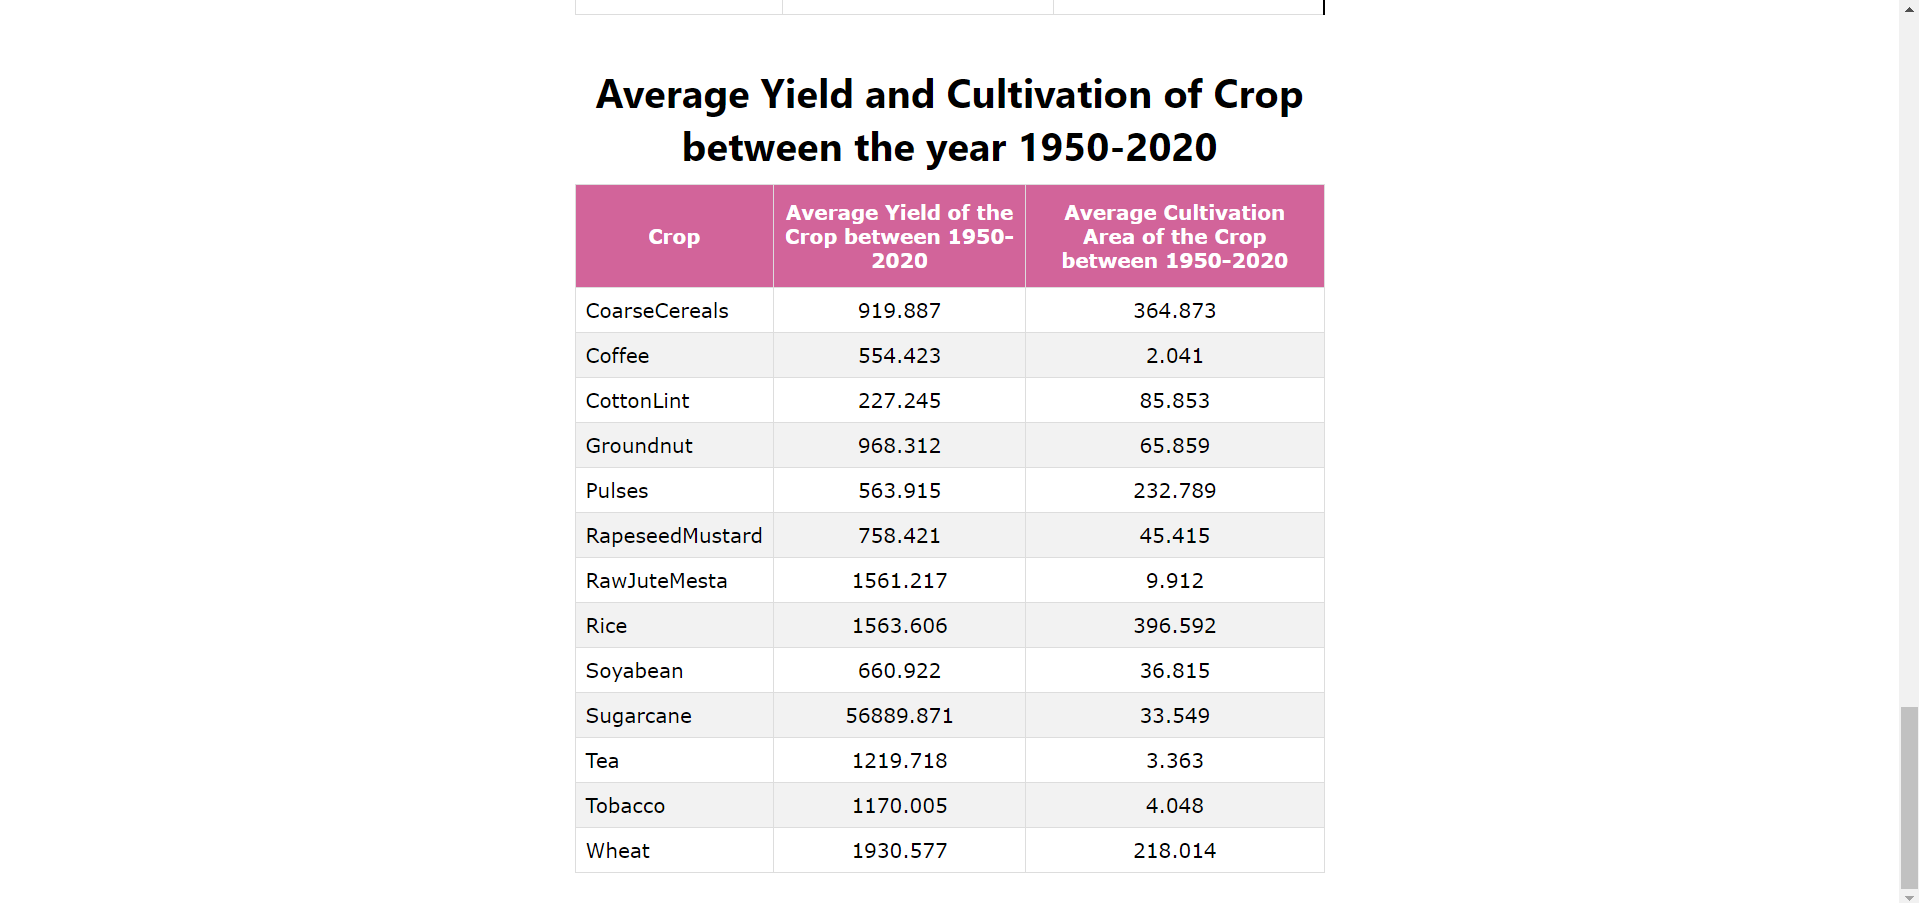 Average Yield and Cultivation of Crop
between the year 1950-2020
Crop
Average Yield of the
Crop between 1950-
2020
Average Cultivation
Area of the Crop
between 1950-2020
CoarseCereals 919.887 364.873
Coffee 554.423 2.041
CottonLint 227.245 85.853
Groundnut 968.312 65.859
Pulses 563.915 232.789
RapeseedMustard 758.421 45.415
RawJuteMesta 1561.217 9.912
Rice 1563.606 396.592
Soyabean 660.922 36.815
Sugarcane 56889.871 33.549
Tea 1219.718 3.363
Tobacco 1170.005 4.048
Wheat 1930.577 218.014